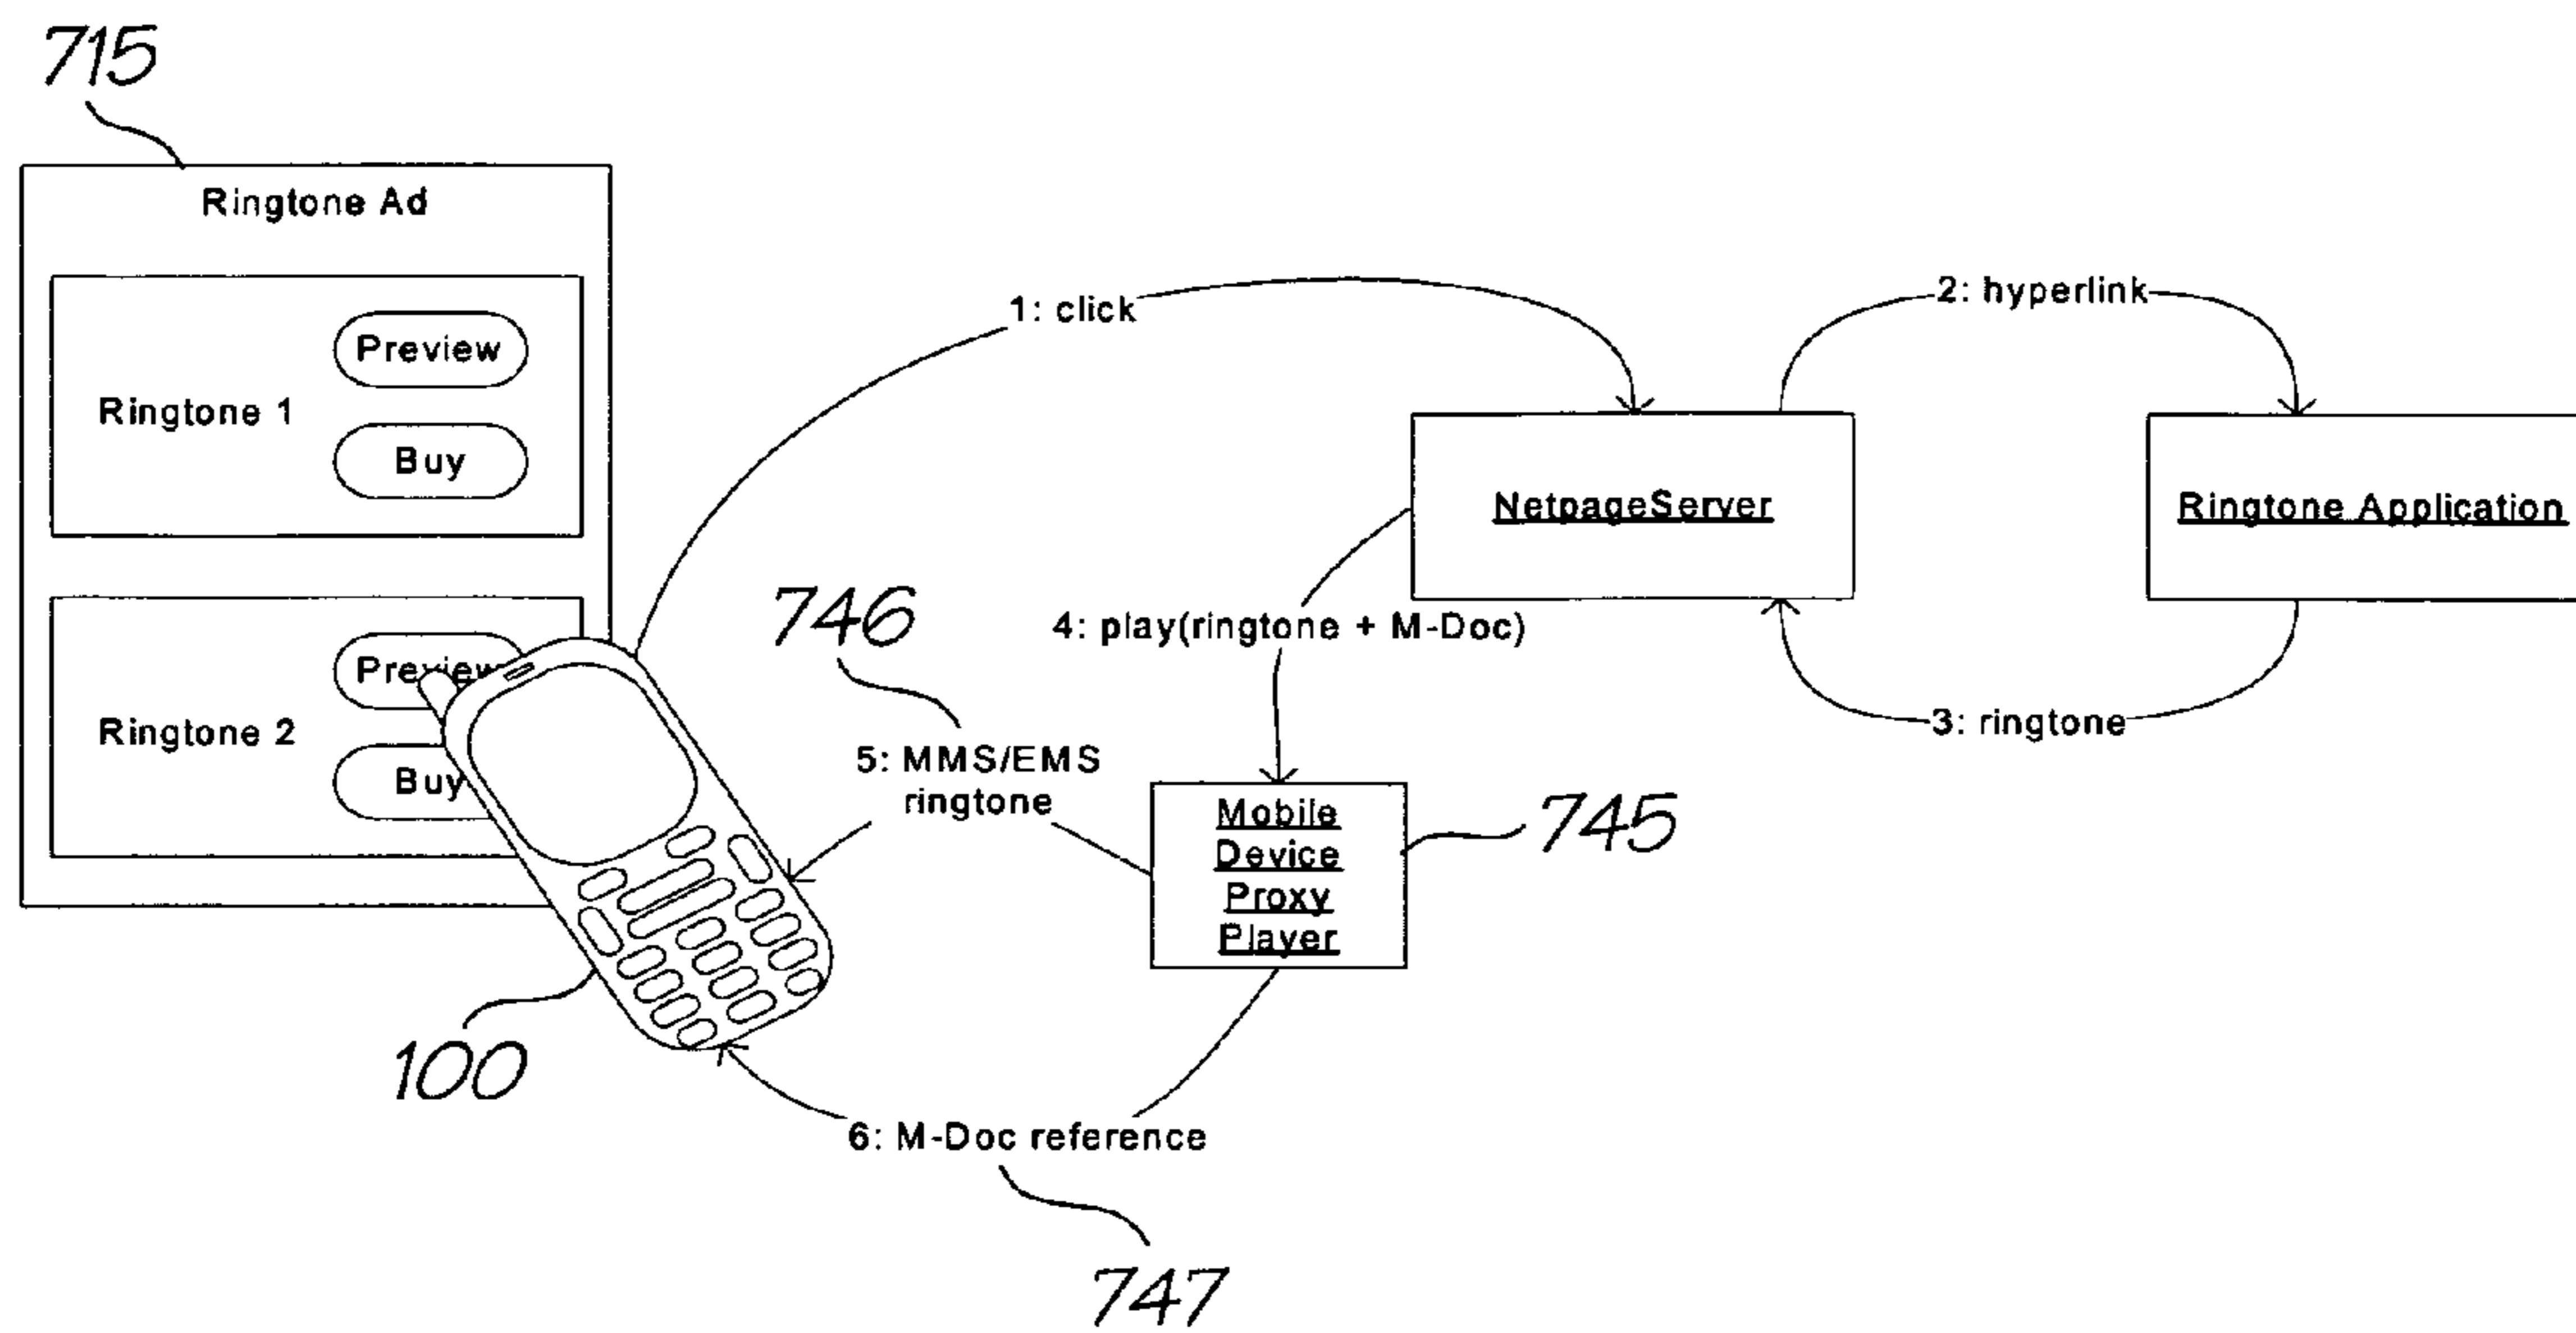 715
Ringtone Ad
Ringtone 1
Preview
Buy
Ringtone 2
Preview
Buy
100
1: click
2: hyperlink
NetpageServer
Ringtone Application
3: ringtone
4: play(ringtone + M-Doc)
746
5: MMS/EMS
ringtone
Mobile
Device
Proxy
Player
745
6: M-Doc reference
747